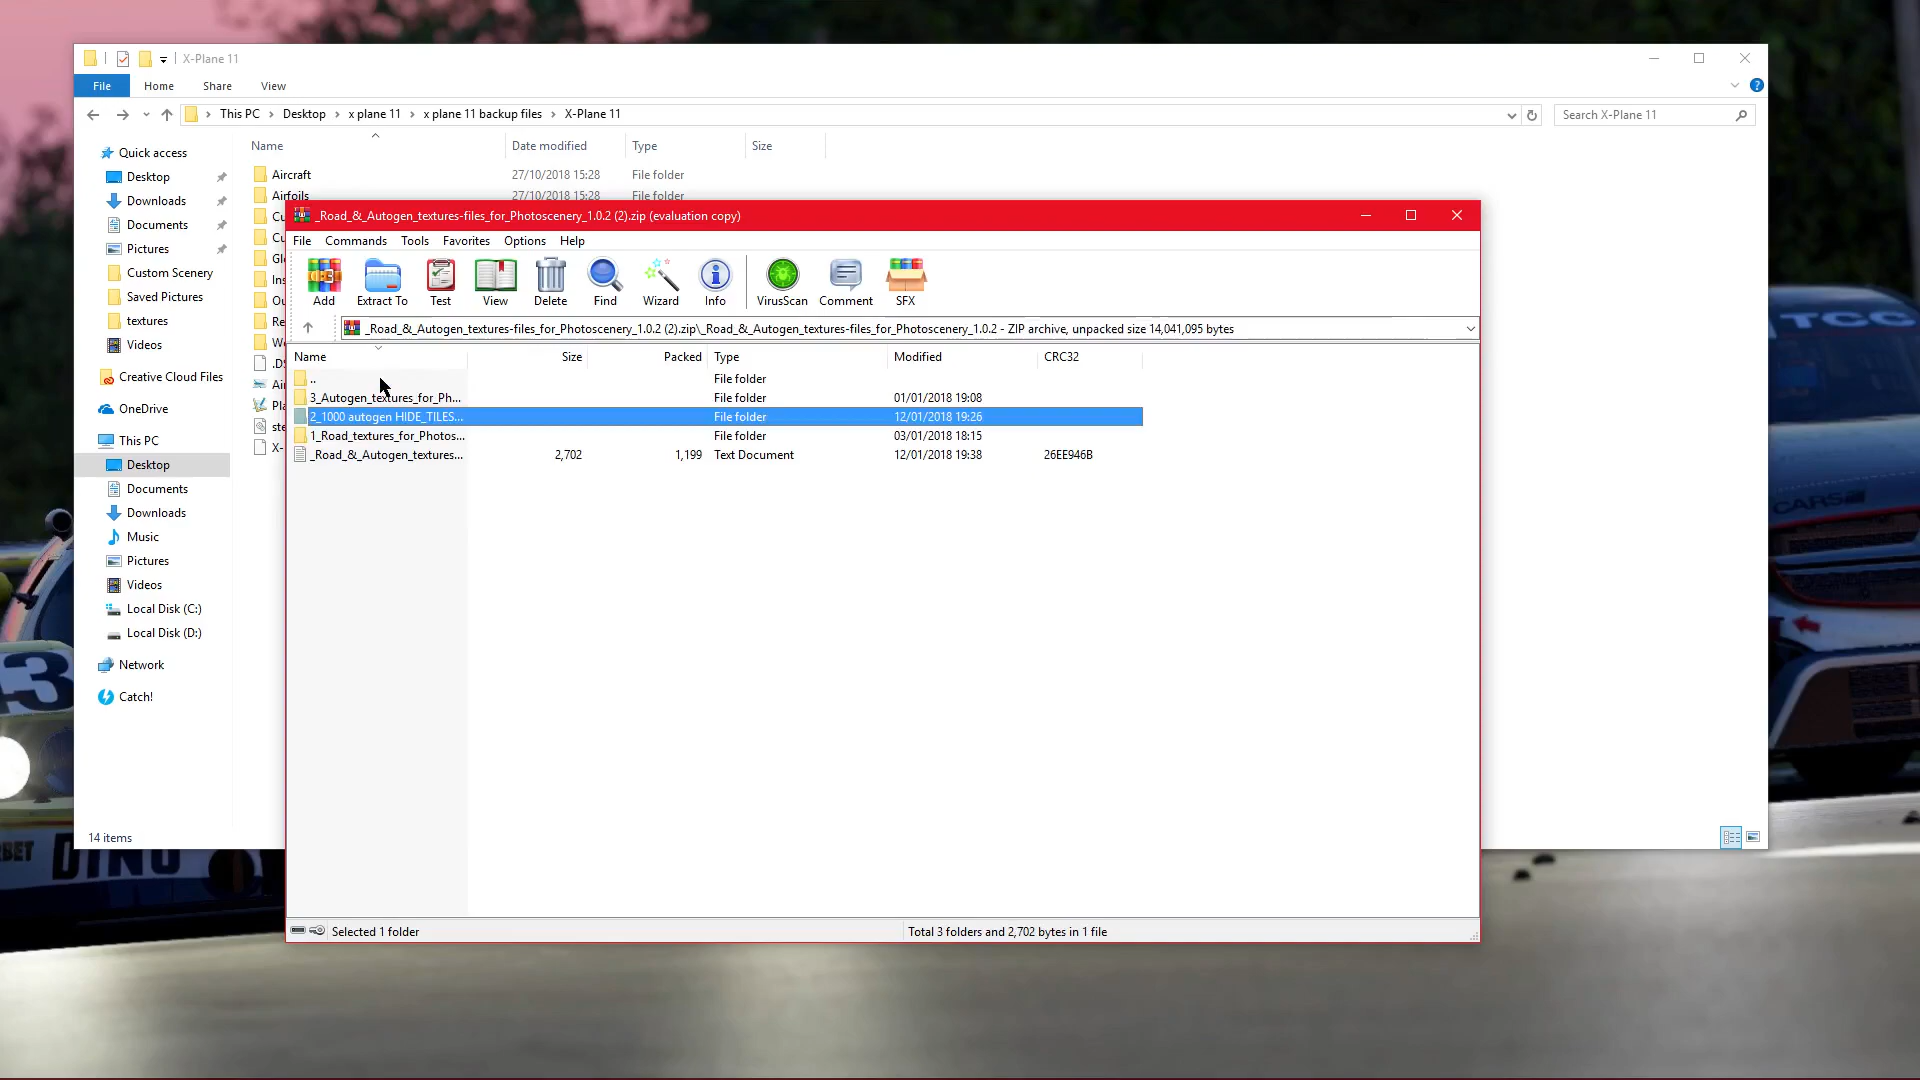 X-Plane 11
File Home Share View
This PC Desktop x plane 11 x plane 11 backup files X-Plane 11
Search X-Plane 11
Quick access
Desktop
Downloads
Documents
Pictures
Custom Scenery
Saved Pictures
textures
Videos
Creative Cloud Files
OneDrive
This PC
Desktop
Documents
Downloads
Music
Pictures
Videos
Local Disk (C:)
Local Disk (D:)
Network
Catch!
14 items
Name Date modified Type Size
Aircraft 27/10/2018 15:28 File folder
Airfoils 27/10/2018 15:28 File folder
_Road_&_Autogen_textures-files_for_Photoscenery_1.0.2 (2).zip (evaluation copy)
File Commands Tools Favorites Options Help
Add Extract To Test View Delete Find Wizard Info VirusScan Comment SFX
_Road_&_Autogen_textures-files_for_Photoscenery_1.0.2 (2).zip\_Road_&_Autogen_textures-files_for_Photoscenery_1.0.2 - ZIP archive, unpacked size 14,041,095 bytes
Name Size Packed Type Modified CRC32
.. File folder
3_Autogen_textures_for_Ph... File folder 01/01/2018 19:08
2_1000 autogen HIDE_TILES... File folder 12/01/2018 19:26
1_Road_textures_for_Photos... File folder 03/01/2018 18:15
_Road_&_Autogen_textures... 2,702 1,199 Text Document 12/01/2018 19:38 26EE946B
Selected 1 folder
Total 3 folders and 2,702 bytes in 1 file
TCC
CARS
DINO